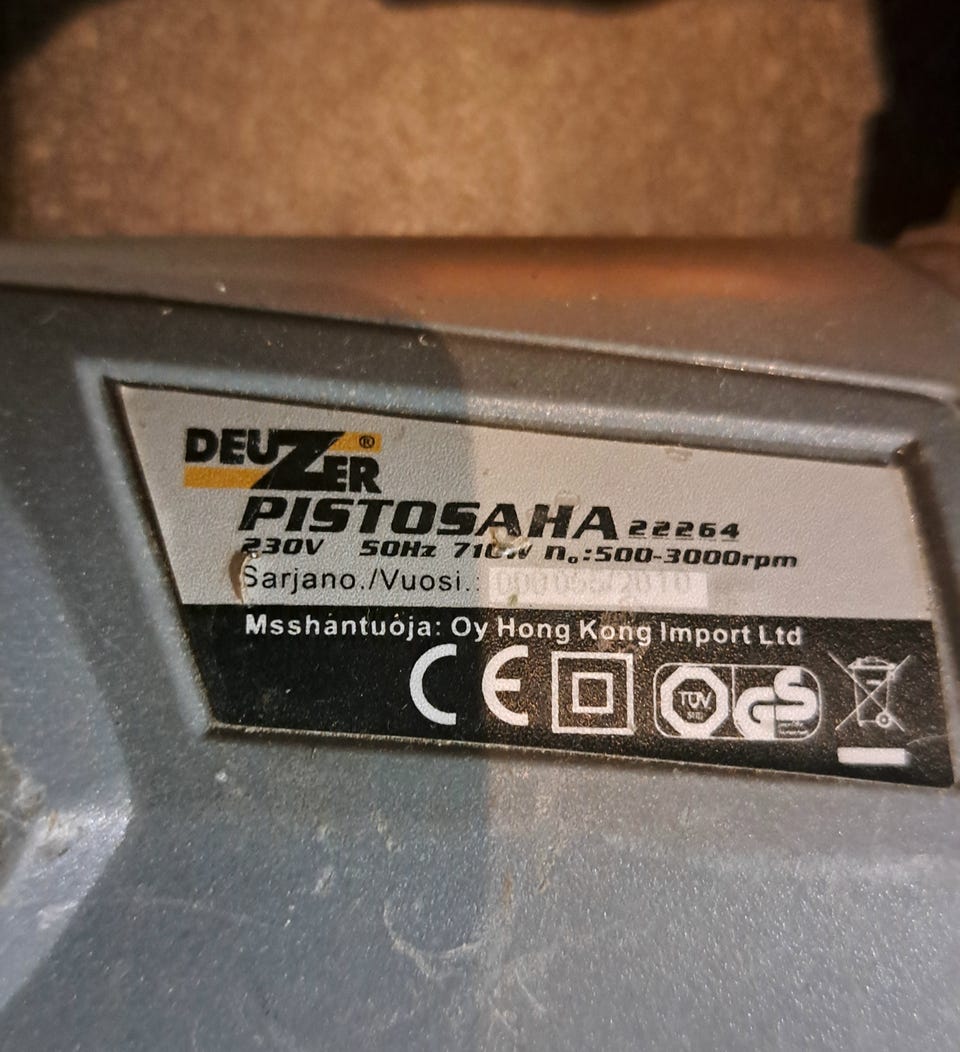 DEUZER®
PISTOSAHA 22264
230V 50Hz 710W n₀:500-3000rpm
Sarjano./Vuosi.:
Msshantuója: Oy Hong Kong Import Ltd
CE TÜV GS